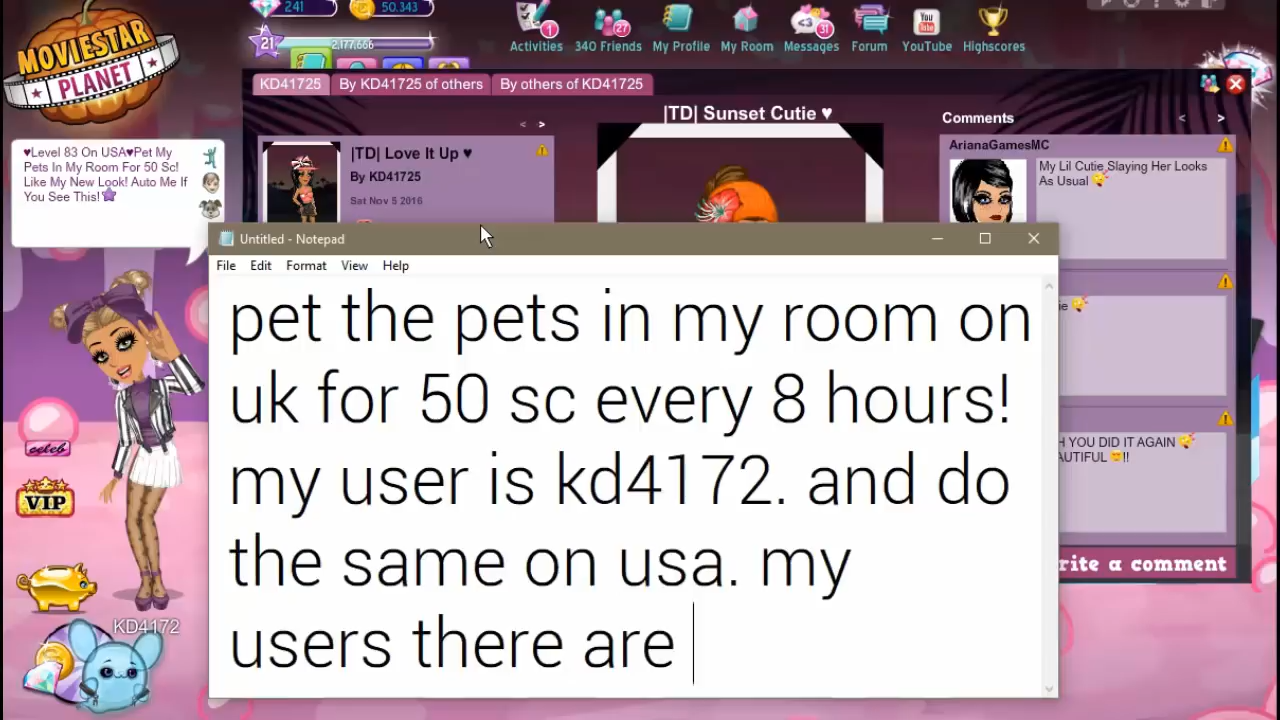 241
50.343
21
2,177,666
MOVIESTAR
PLANET
1
27
31
Activities
340 Friends
My Profile
My Room
Messages
Forum
You
Tube
YouTube
Highscores
KD41725
By KD41725 of others
By others of KD41725
|TD| Love It Up ♥
By KD41725
Sat Nov 5 2016
|TD| Sunset Cutie ♥
Comments
ArianaGamesMC
My Lil Cutie Slaying Her Looks
As Usual
♥Level 83 On USA♥Pet My
Pets In My Room For 50 Sc!
Like My New Look! Auto Me If
You See This!
Untitled - Notepad
File Edit Format View Help
pet the pets in my room on
uk for 50 sc every 8 hours!
my user is kd4172. and do
the same on usa. my
users there are
H YOU DID IT AGAIN
AUTIFUL !!
rite a comment
celeb
VIP
KD4172